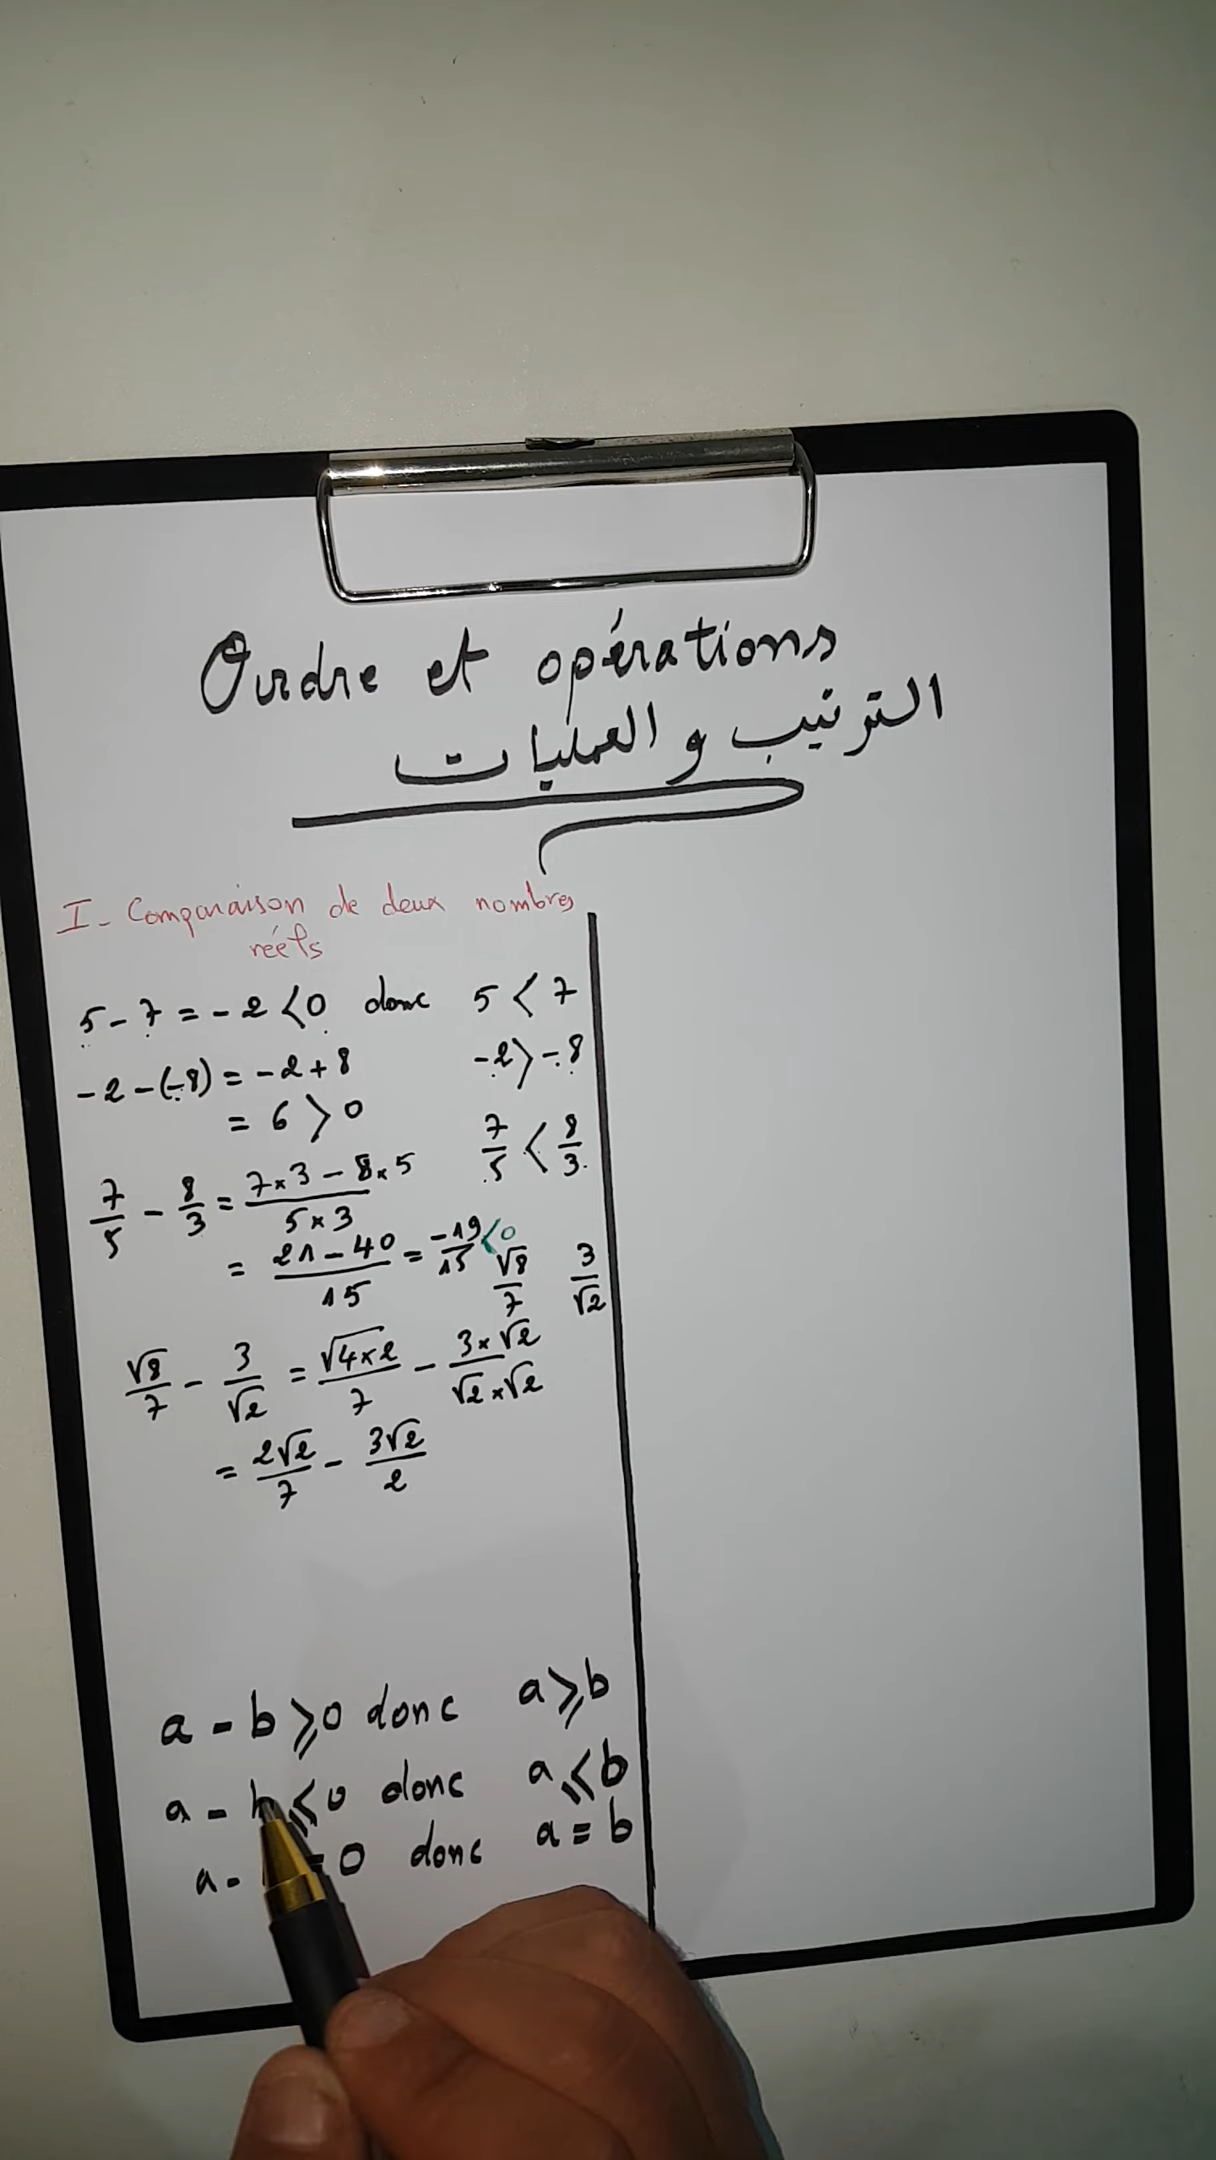 Ordre et opérations
الترتيب و العمليات
I- Comparaison de deux nombres
réels
5 - 7 = - 2 < 0 donc 5 < 7
- 2 - (-8) = - 2 + 8 -2 > -8
= 6 > 0
7/5 < 8/3
7/5 - 8/3 = (7×3 - 8×5)/(5×3)
= (21 - 40)/15 = -19/15 < 0
√8/7 3/√2
√8/7 - 3/√2 = √(4×2)/7 - (3×√2)/(√2×√2)
= 2√2/7 - 3√2/2
a - b ⩾ 0 donc a ⩾ b
a - b ⩽ 0 donc a ⩽ b
a - = 0 donc a = b